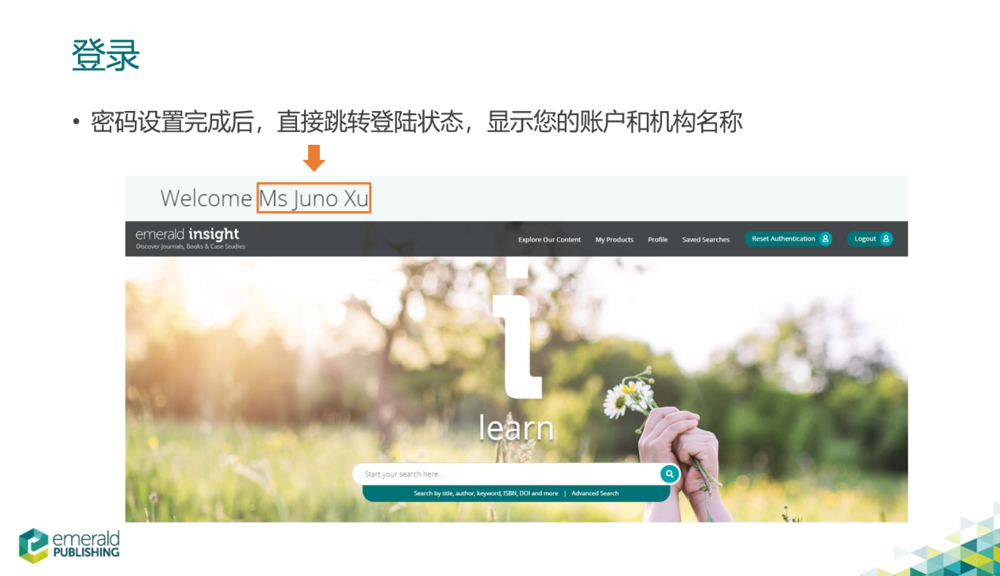 登录
• 密码设置完成后，直接跳转登陆状态，显示您的账户和机构名称
Welcome Ms Juno Xu
emerald insight
Discover Journals, Books & Case Studies
Explore Our Content My Products Profile Saved Searches Reset Authentication Logout
i
learn
Start your search here...
Search by title, author, keyword, ISBN, DOI and more | Advanced Search
emerald
PUBLISHING